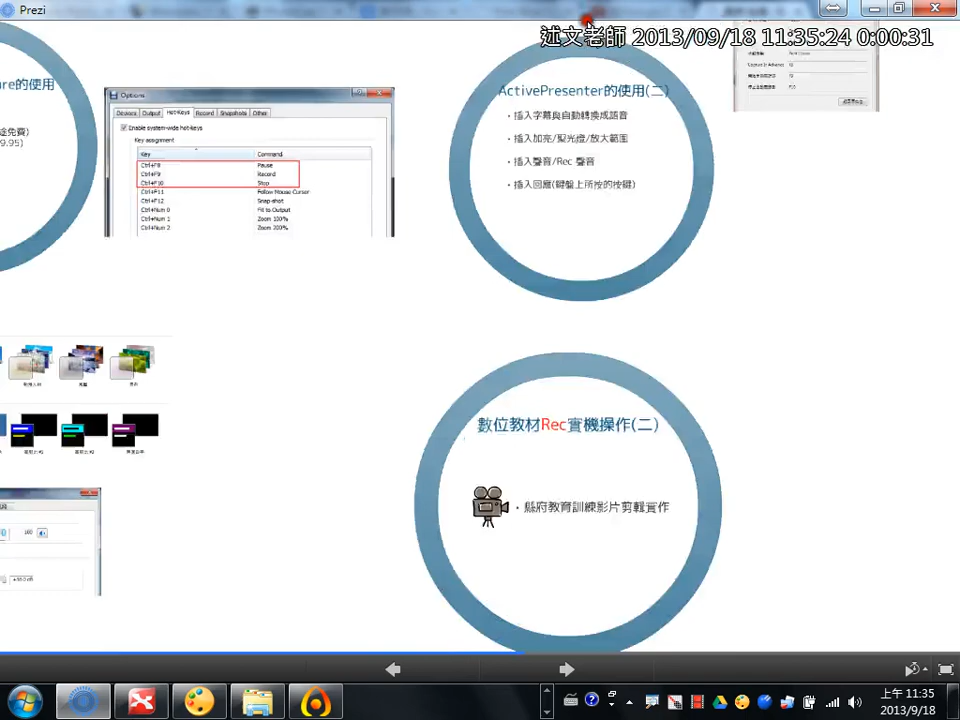 Prezi
述文老師 2013/09/18 11:35:24 0:00:31
re的使用
途免費)
9.95)
Options
Devices Output Hot-Keys Record Snapshots Other
Enable system-wide hot-keys
Key assignment
Key Command
Ctrl+F8 Pause
Ctrl+F9 Record
Ctrl+F10 Stop
Ctrl+F11 Follow Mouse Cursor
Ctrl+F12 Snap-shot
Ctrl+Num 0 Fit to Output
Ctrl+Num 1 Zoom 100%
Ctrl+Num 2 Zoom 200%
ActivePresenter的使用(二)
• 插入字幕與自動轉換成語音
• 插入加亮/聚光燈/放大範圍
• 插入聲音/Rec 聲音
• 插入回應(鍵盤上所按的按鍵)
數位教材Rec實機操作(二)
• 縣府教育訓練影片剪輯實作
100
上午 11:35
2013/9/18